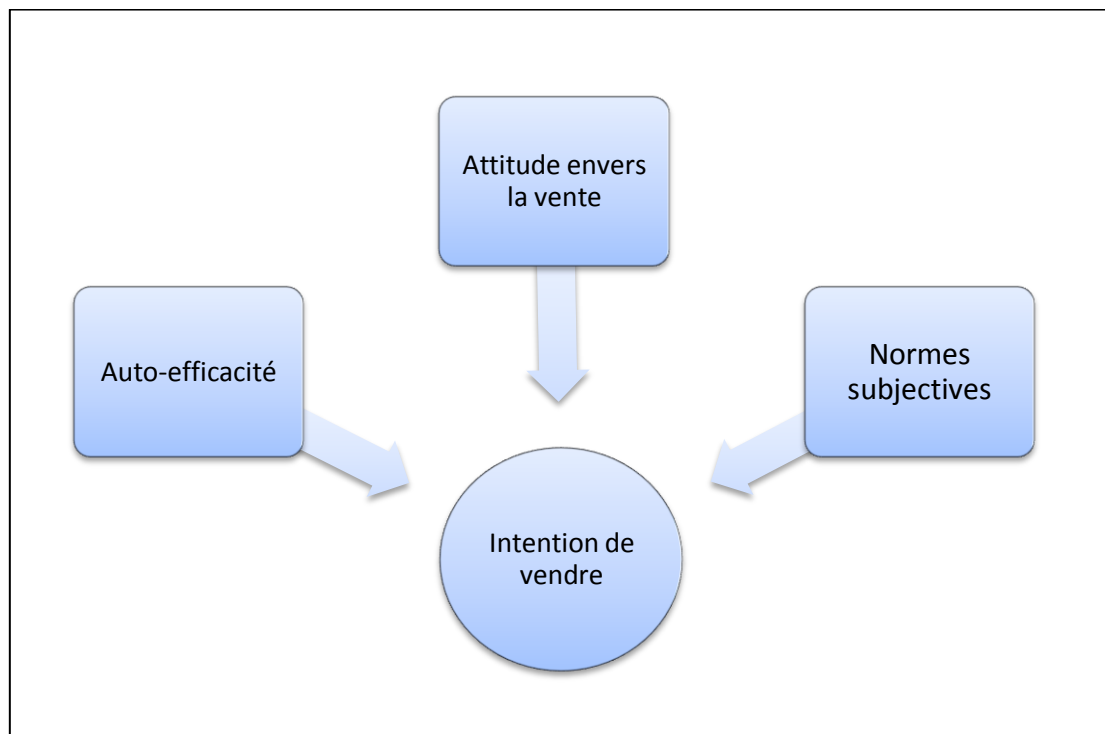 Attitude envers
la vente
Auto-efficacité
Normes
subjectives
Intention de
vendre